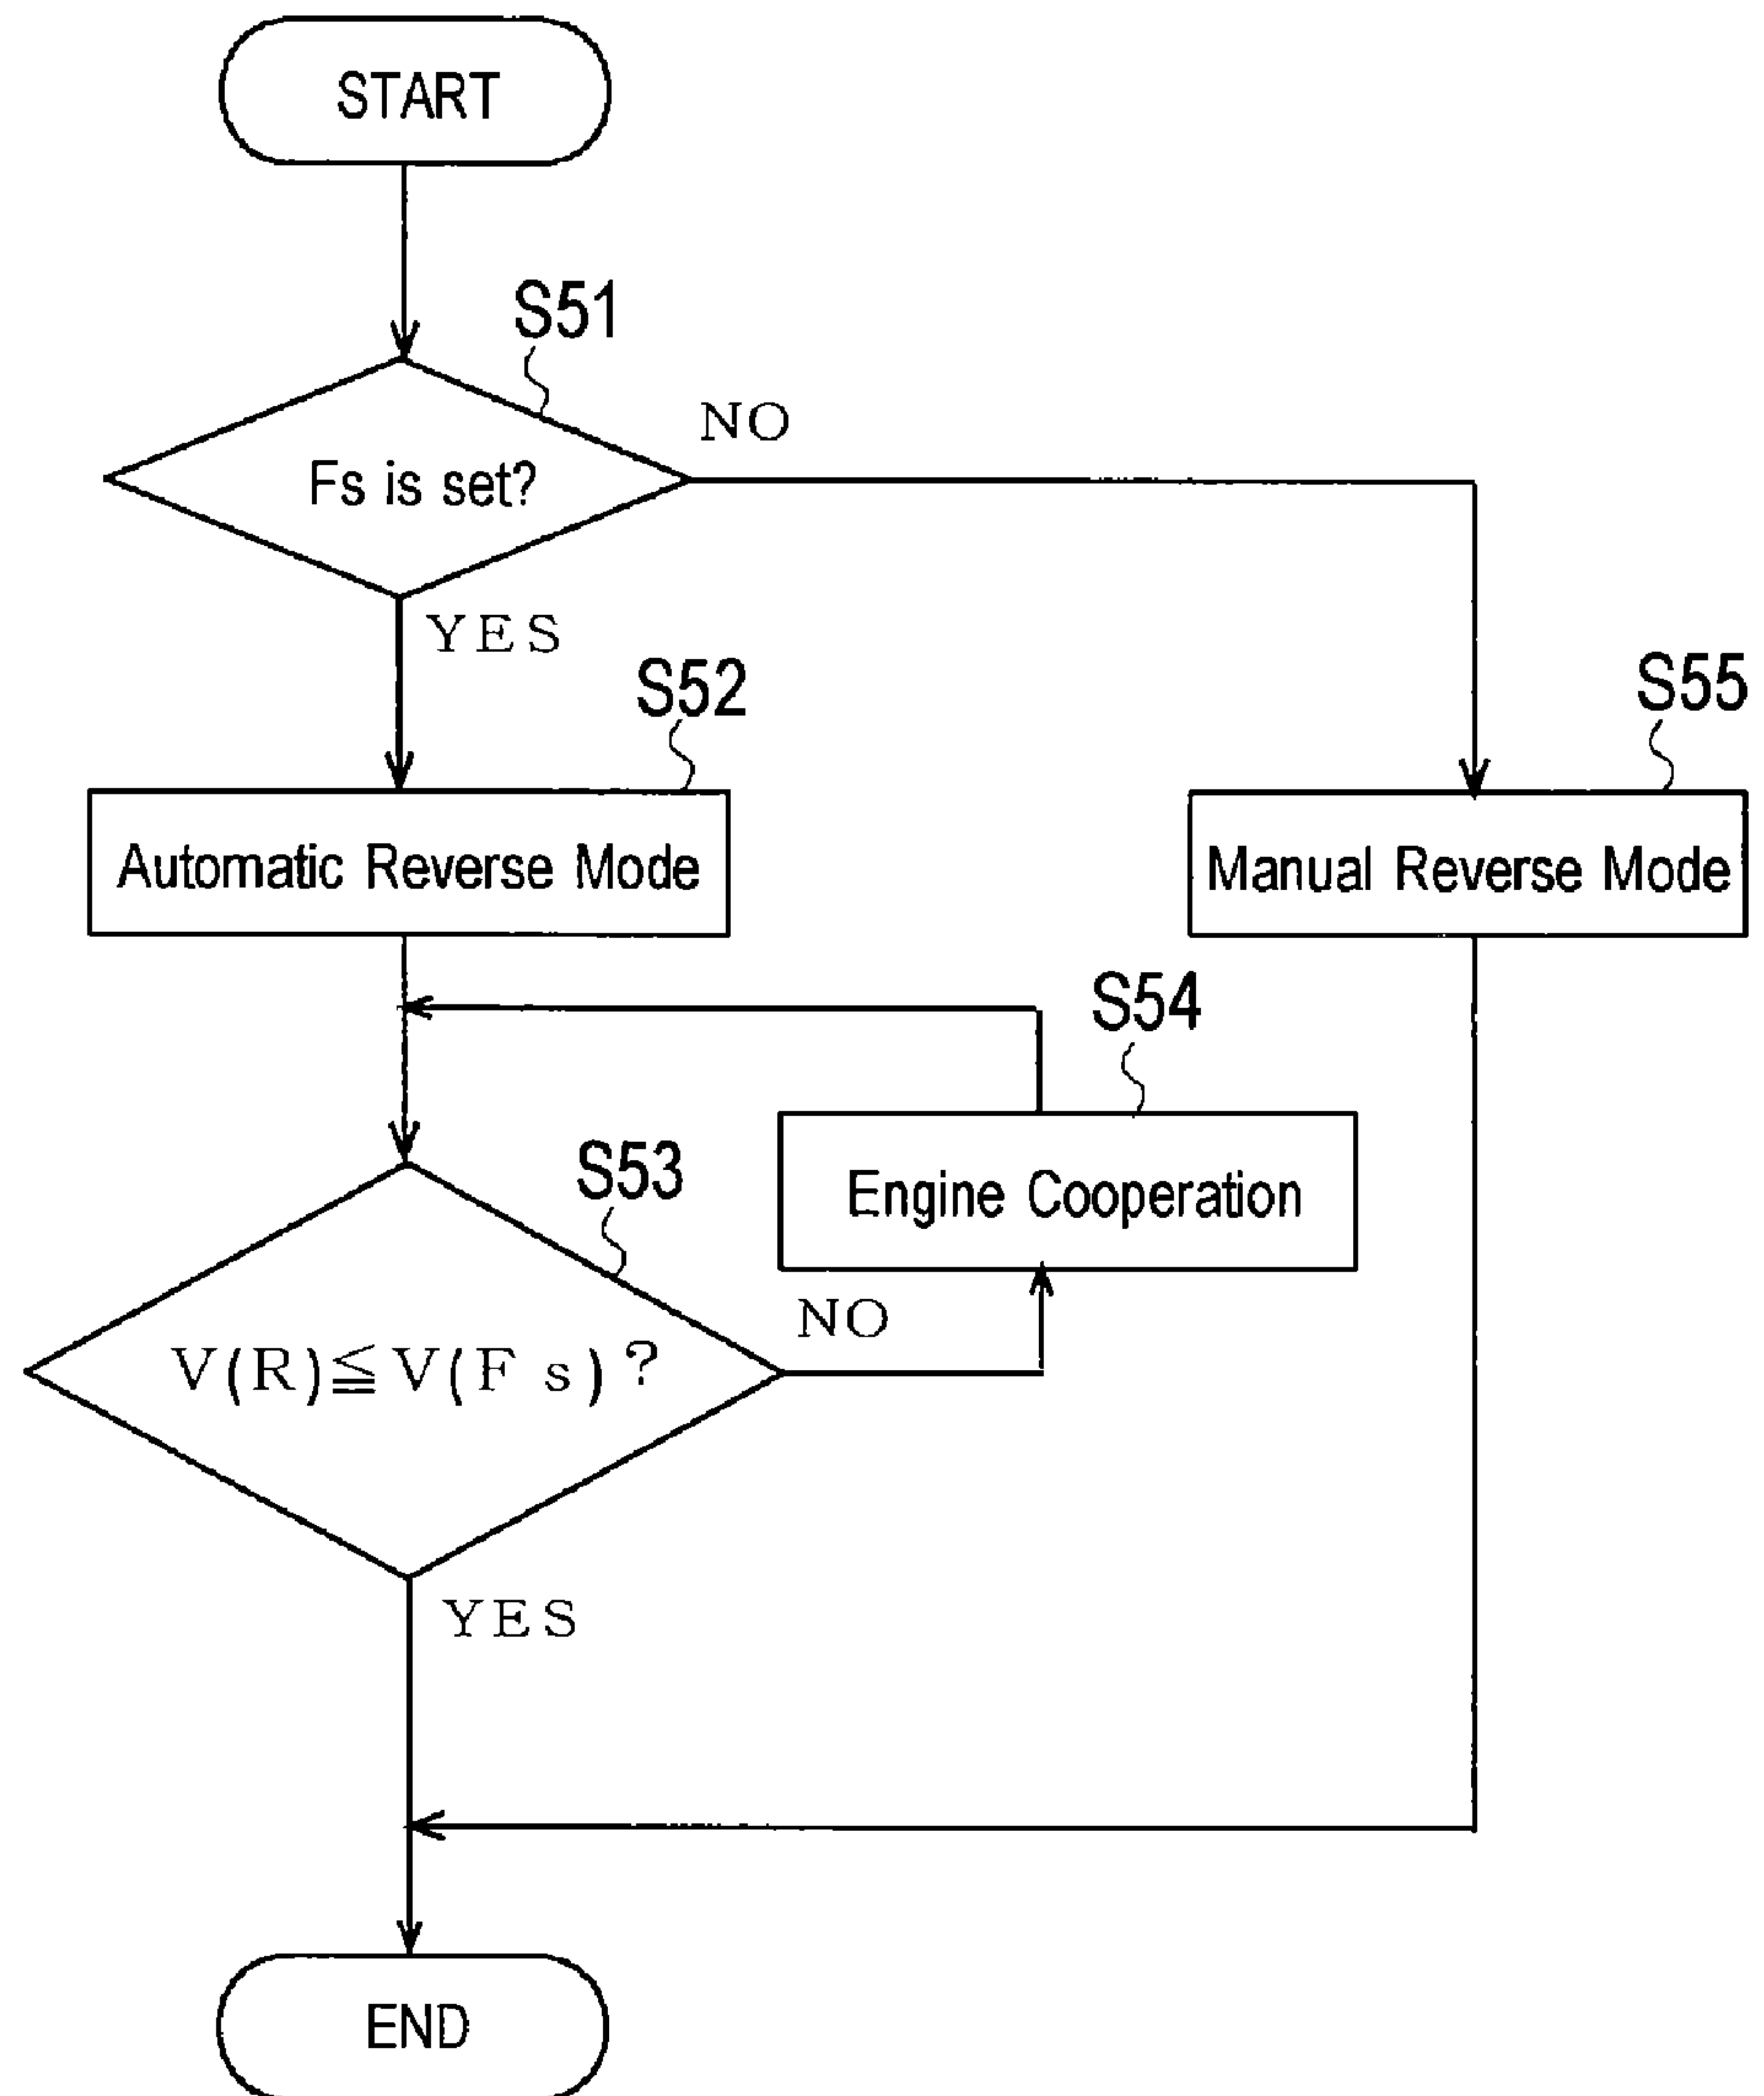 START
S51
NO
Fs is set?
YES
S52
S55
Automatic Reverse Mode
Manual Reverse Mode
S54
S53
Engine Cooperation
NO
V(R)≦V(F s)?
YES
END